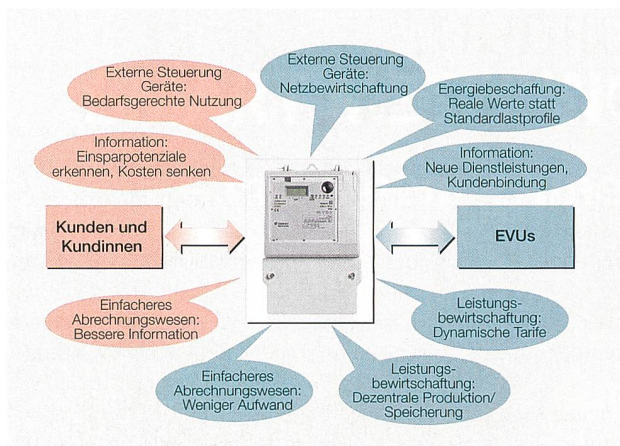 Externe Steuerung
Geräte:
Bedarfsgerechte Nutzung
Externe Steuerung
Geräte:
Netzbewirtschaftung
Energiebeschaffung:
Reale Werte statt
Standardlastprofile
Information:
Einsparpotenziale
erkennen, Kosten senken
Information:
Neue Dienstleistungen,
Kundenbindung
Kunden und
Kundinnen
EVUs
Einfacheres
Abrechnungswesen:
Bessere Information
Leistungs-
bewirtschaftung:
Dynamische Tarife
Einfacheres
Abrechnungswesen:
Weniger Aufwand
Leistungs-
bewirtschaftung:
Dezentrale Produktion/
Speicherung